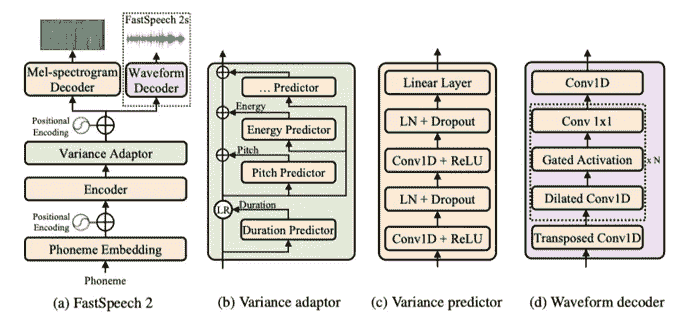 FastSpeech 2s
Mel-spectrogram
Decoder
Waveform
Decoder
Positional
Encoding
Variance Adaptor
Encoder
Positional
Encoding
Phoneme Embedding
Phoneme
(a) FastSpeech 2
... Predictor
Energy
Energy Predictor
Pitch
Pitch Predictor
LR
Duration
Duration Predictor
(b) Variance adaptor
Linear Layer
LN + Dropout
Conv1D + ReLU
LN + Dropout
Conv1D + ReLU
(c) Variance predictor
Conv1D
Conv 1x1
Gated Activation
x N
Dilated Conv1D
Transposed Conv1D
(d) Waveform decoder